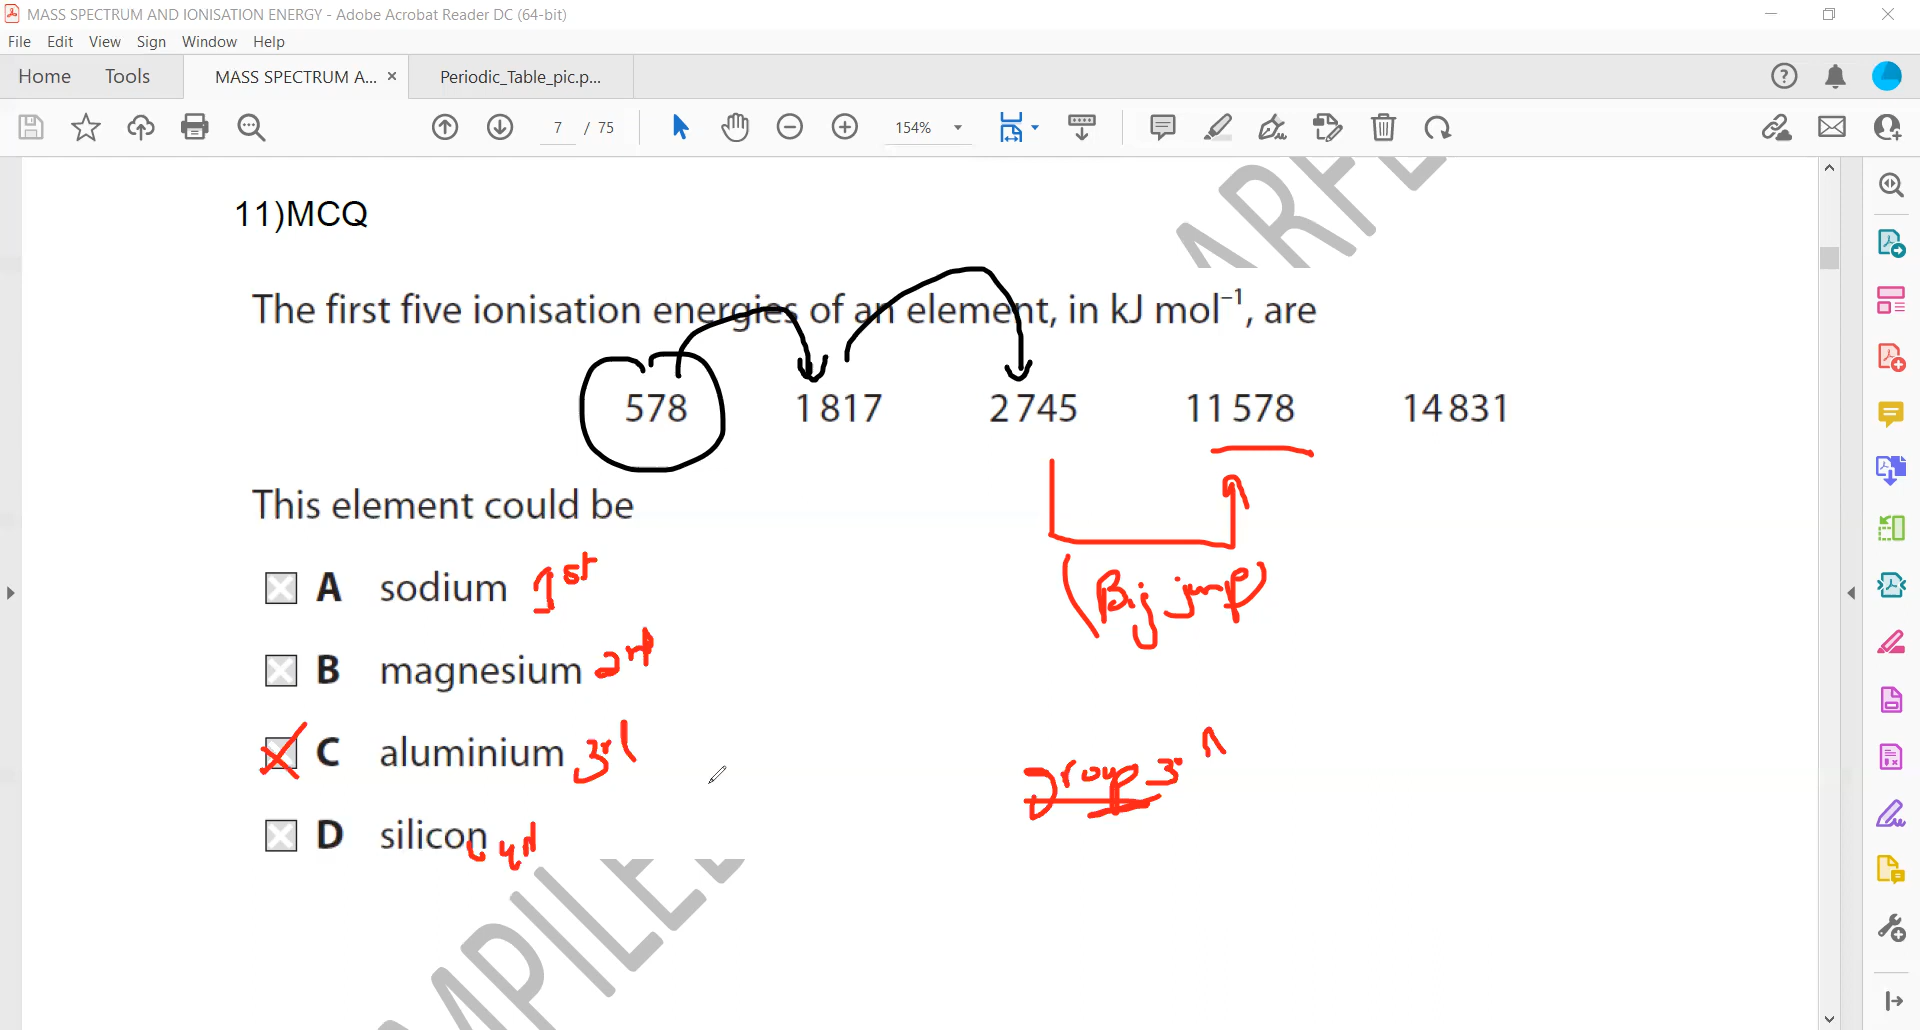 MASS SPECTRUM AND IONISATION ENERGY - Adobe Acrobat Reader DC (64-bit)
File Edit View Sign Window Help
Home Tools MASS SPECTRUM A... × Periodic_Table_pic.p...
7 / 75 154%
11)MCQ
The first five ionisation energies of an element, in kJ mol⁻¹, are
578 1817 2745 11578 14831
This element could be
A sodium 1st
(Big jump)
B magnesium
C aluminium
Group 3
D silicon